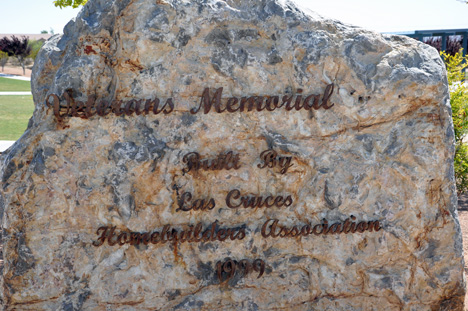 Veterans Memorial
Built By
Las Cruces
Homebuilders Association
1999